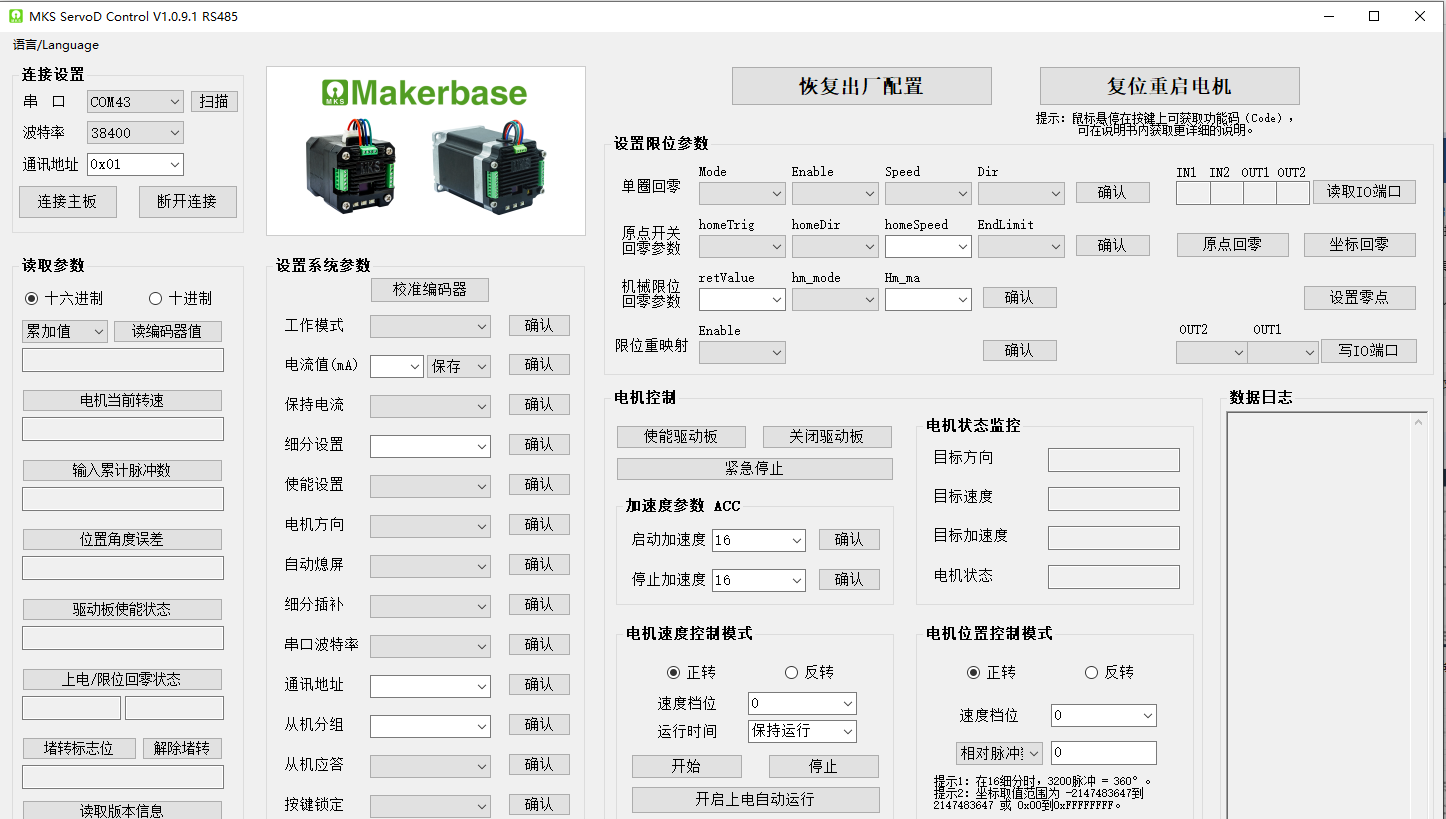 MKS ServoD Control V1.0.9.1 RS485
语言/Language
连接设置
串 口 COM43 扫描
波特率 38400
通讯地址 0x01
连接主板 断开连接
MKS Makerbase
MKS
恢复出厂配置 复位重启电机
提示: 鼠标悬停在按键上可获取功能码（Code），
可在说明书内获取更详细的说明。
读取参数
十六进制 十进制
累加值 读编码器值
电机当前转速
输入累计脉冲数
位置角度误差
驱动板使能状态
上电/限位回零状态
堵转标志位 解除堵转
读取版本信息
设置系统参数
校准编码器
工作模式 确认
电流值(mA) 保存 确认
保持电流 确认
细分设置 确认
使能设置 确认
电机方向 确认
自动熄屏 确认
细分插补 确认
串口波特率 确认
通讯地址 确认
从机分组 确认
从机应答 确认
按键锁定 确认
设置限位参数
Mode Enable Speed Dir
单圈回零 确认
IN1 IN2 OUT1 OUT2
读取IO端口
homeTrig homeDir homeSpeed EndLimit
原点开关
回零参数 确认
原点回零 坐标回零
retValue hm_mode Hm_ma
机械限位
回零参数 确认
设置零点
Enable
限位重映射 确认
OUT2 OUT1
写IO端口
电机控制
使能驱动板 关闭驱动板
紧急停止
加速度参数 ACC
启动加速度 16 确认
停止加速度 16 确认
电机状态监控
目标方向
目标速度
目标加速度
电机状态
电机速度控制模式
正转 反转
速度档位 0
运行时间 保持运行
开始 停止
开启上电自动运行
电机位置控制模式
正转 反转
速度档位 0
相对脉冲 0
提示1: 在16细分时，3200脉冲 = 360°。
提示2: 坐标取值范围为 -2147483647到
2147483647 或 0x00到0xFFFFFFFF。
数据日志